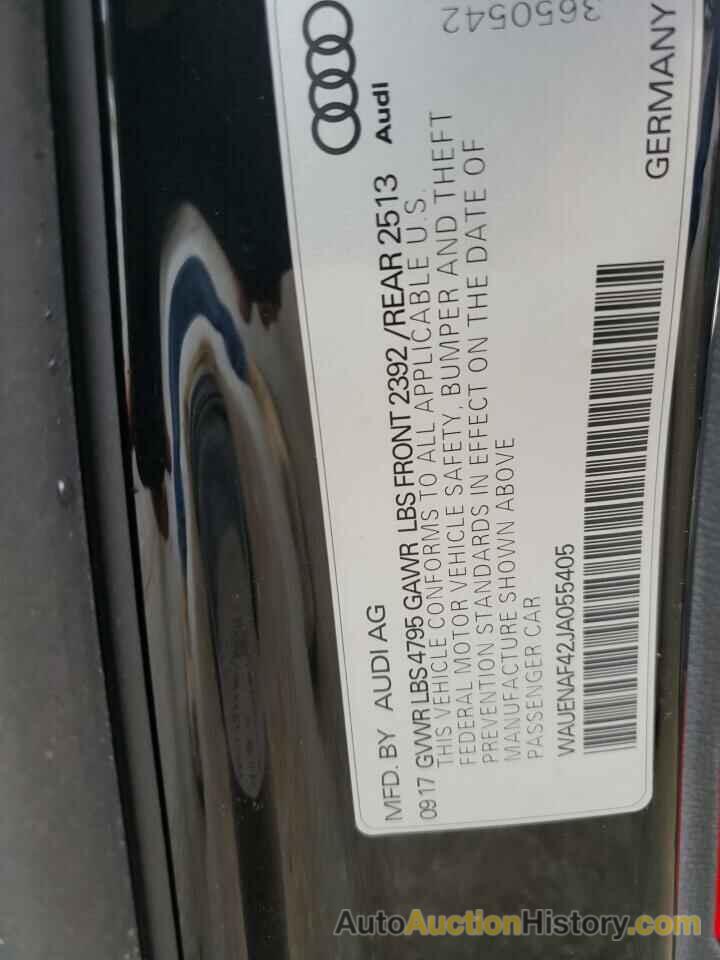 MFD. BY AUDI AG
Audi
09 17 GVWR LBS 4795 GAWR LBS FRONT 2392 / REAR 2513
THIS VEHICLE CONFORMS TO ALL APPLICABLE U.S.
FEDERAL MOTOR VEHICLE SAFETY, BUMPER AND THEFT
PREVENTION STANDARDS IN EFFECT ON THE DATE OF
MANUFACTURE SHOWN ABOVE
PASSENGER CAR
WAUENAF42JA055405
GERMANY
3650542
AutoAuctionHistory.com